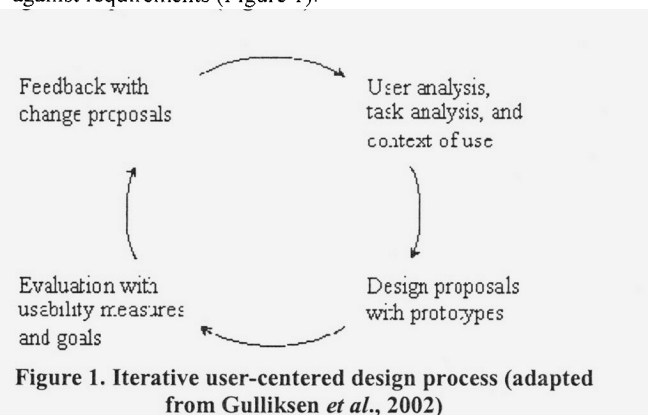 against requirements (Figure 1).
Feedback with
change proposals
User analysis,
task analysis, and
context of use
Evaluation with
usability measures
and goals
Design proposals
with prototypes
Figure 1. Iterative user-centered design process (adapted
from Gulliksen et al., 2002)